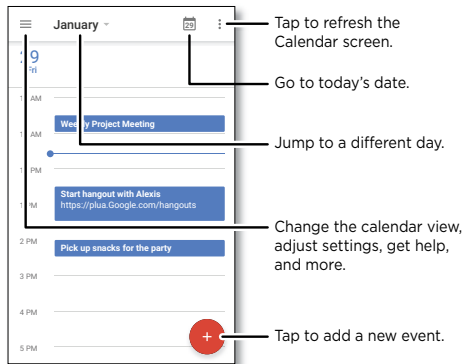 January
29
Tap to refresh the
Calendar screen.
9
Fri
Go to today’s date.
AM
Weekly Project Meeting
AM
Jump to a different day.
PM
Start hangout with Alexis
https://plua.Google.com/hangouts
PM
Change the calendar view,
adjust settings, get help,
and more.
2 PM
Pick up snacks for the party
3 PM
4 PM
+
Tap to add a new event.
5 PM